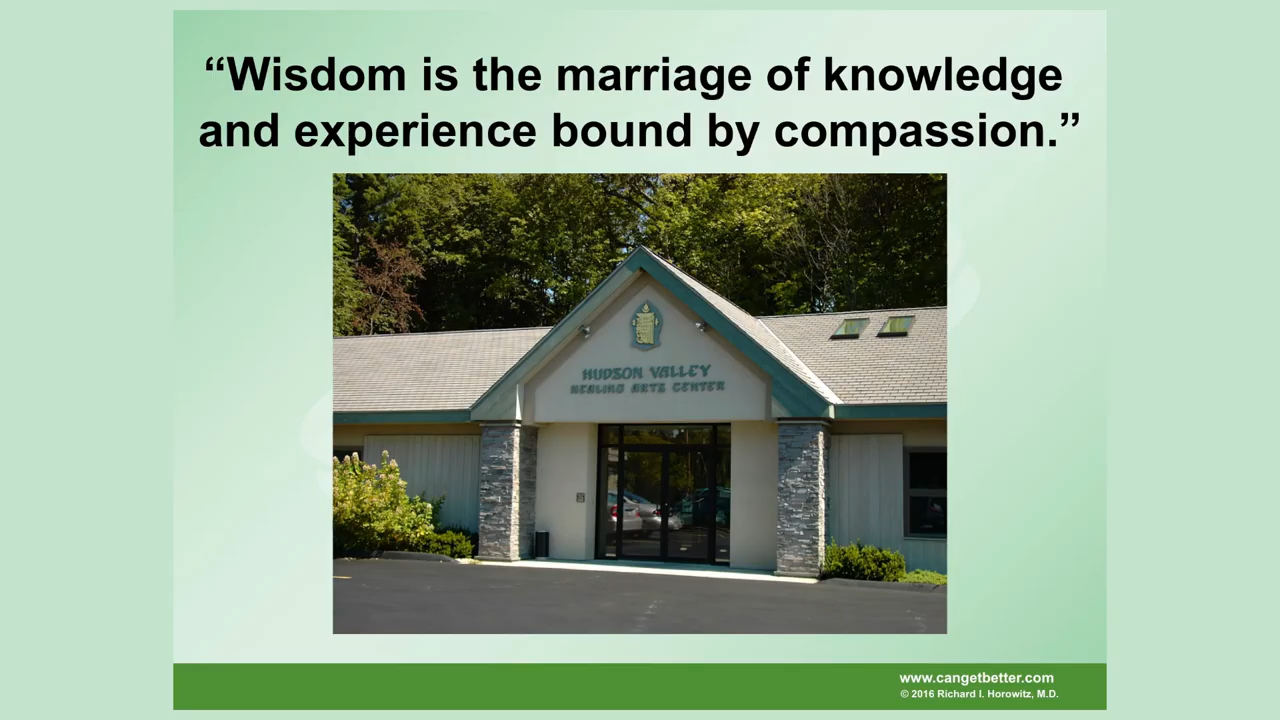 “Wisdom is the marriage of knowledge
and experience bound by compassion.”
HUDSON VALLEY
HEALING ARTS CENTER
www.cangetbetter.com
© 2016 Richard I. Horowitz, M.D.